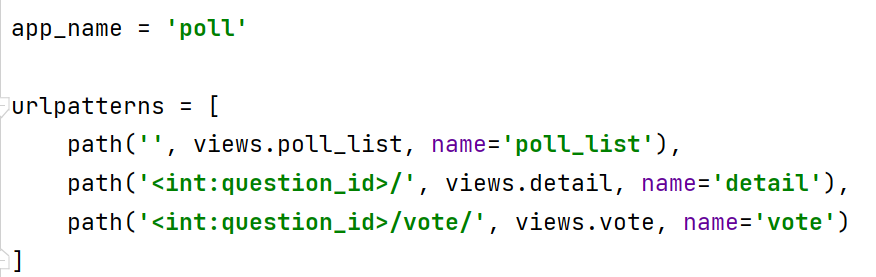 app_name = 'poll'
urlpatterns = [
path('', views.poll_list, name='poll_list'),
path('<int:question_id>/', views.detail, name='detail'),
path('<int:question_id>/vote/', views.vote, name='vote')
]